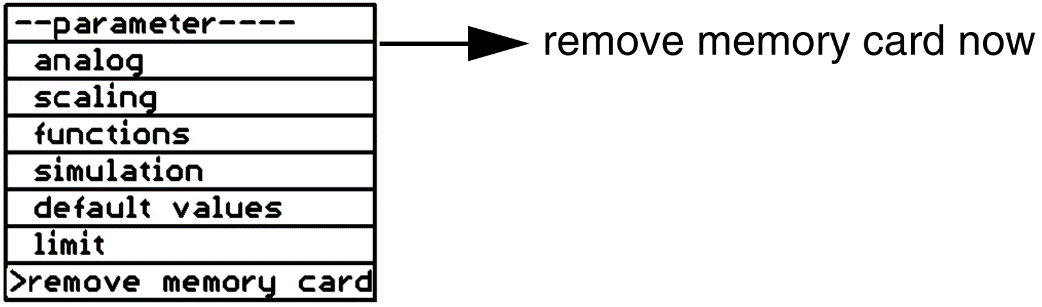 --parameter----
analog
scaling
functions
simulation
default values
limit
>remove memory card
remove memory card now